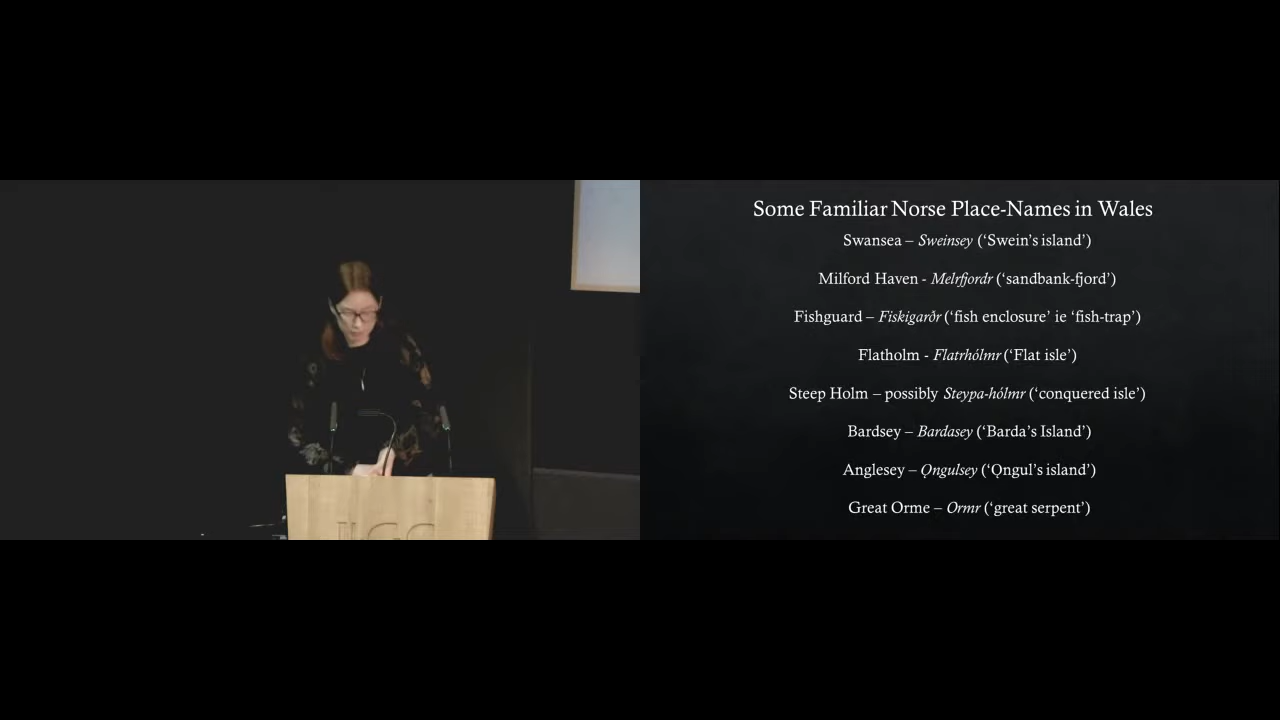 Some Familiar Norse Place-Names in Wales
Swansea – Sweinsey (‘Swein’s island’)
Milford Haven - Melrfjordr (‘sandbank-fjord’)
Fishguard – Fiskigarðr (‘fish enclosure’ ie ‘fish-trap’)
Flatholm - Flatrhólmr (‘Flat isle’)
Steep Holm – possibly Steypa-hólmr (‘conquered isle’)
Bardsey – Bardasey (‘Barda’s Island’)
Anglesey – Ǫngulsey (‘Ǫngul’s island’)
Great Orme – Ormr (‘great serpent’)